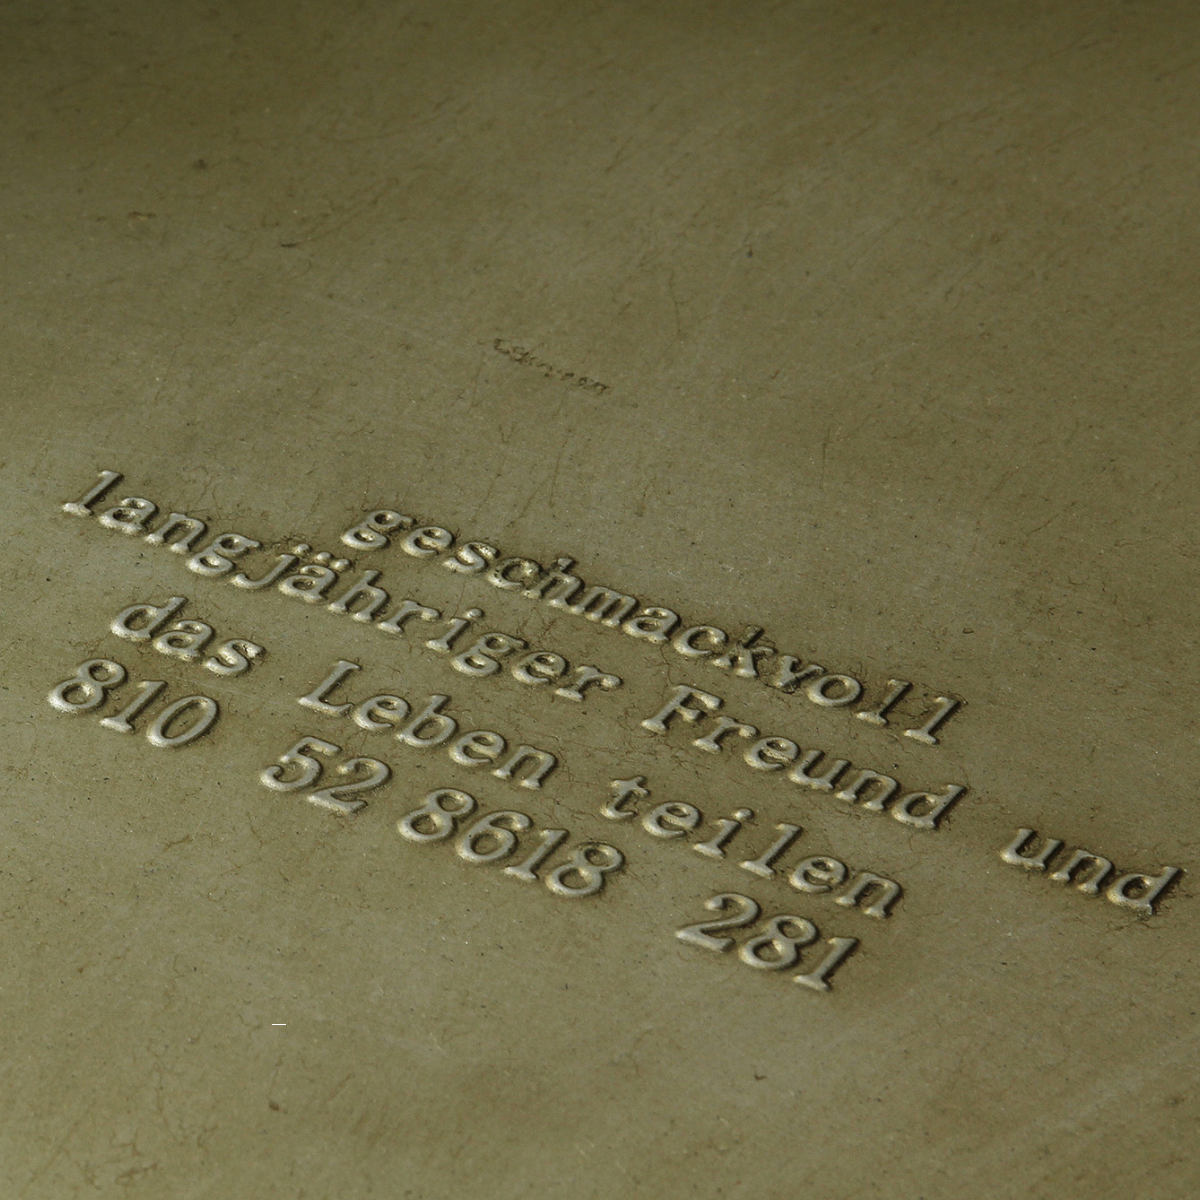 geschmackvoll
langjähriger Freund und
das Leben teilen
810 52 8618 281